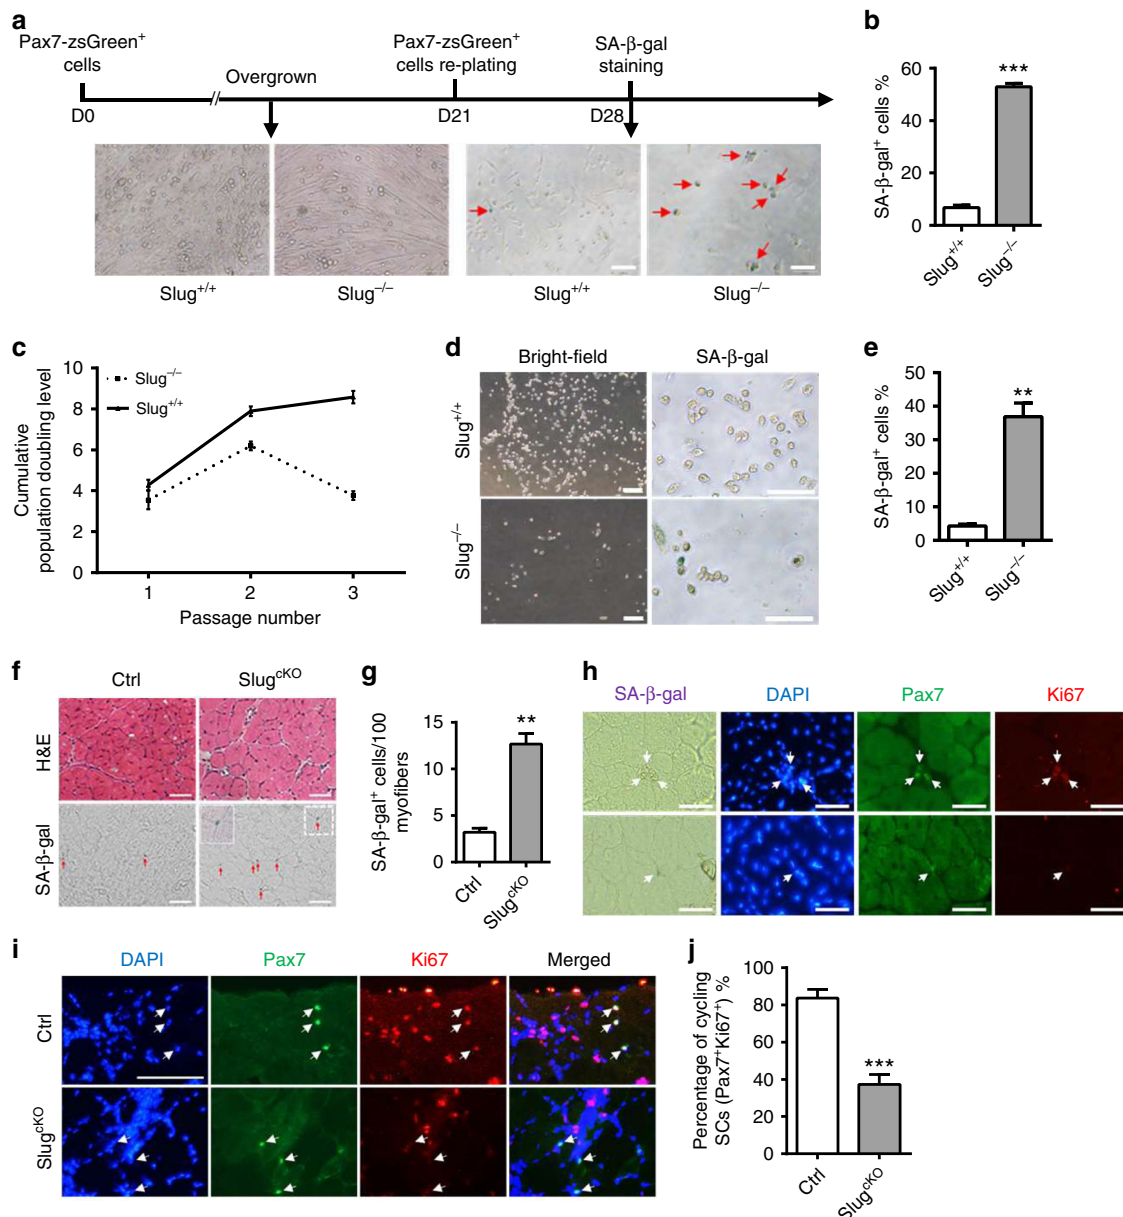 a
Pax7-zsGreen⁺
cells
Overgrown
Pax7-zsGreen⁺
cells re-plating
SA-β-gal
staining
D0
D21
D28
Slug⁺/⁺
Slug⁻/⁻
Slug⁺/⁺
Slug⁻/⁻
b
SA-β-gal⁺ cells %
60
40
20
0
***
Slug⁺/⁺
Slug⁻/⁻
c
Cumulative
population doubling level
10
8
6
4
2
0
Slug⁻/⁻
Slug⁺/⁺
1
2
3
Passage number
d
Bright-field
SA-β-gal
Slug⁺/⁺
Slug⁻/⁻
e
SA-β-gal⁺ cells %
50
40
30
20
10
0
**
Slug⁺/⁺
Slug⁻/⁻
f
Ctrl
Slugᶜᴷᴼ
H&E
SA-β-gal
g
SA-β-gal⁺ cells/100
myofibers
15
10
5
0
**
Ctrl
Slugᶜᴷᴼ
h
SA-β-gal
DAPI
Pax7
Ki67
i
DAPI
Pax7
Ki67
Merged
Ctrl
Slugᶜᴷᴼ
j
Percentage of cycling
SCs (Pax7⁺Ki67⁺) %
100
80
60
40
20
0
***
Ctrl
Slugᶜᴷᴼ